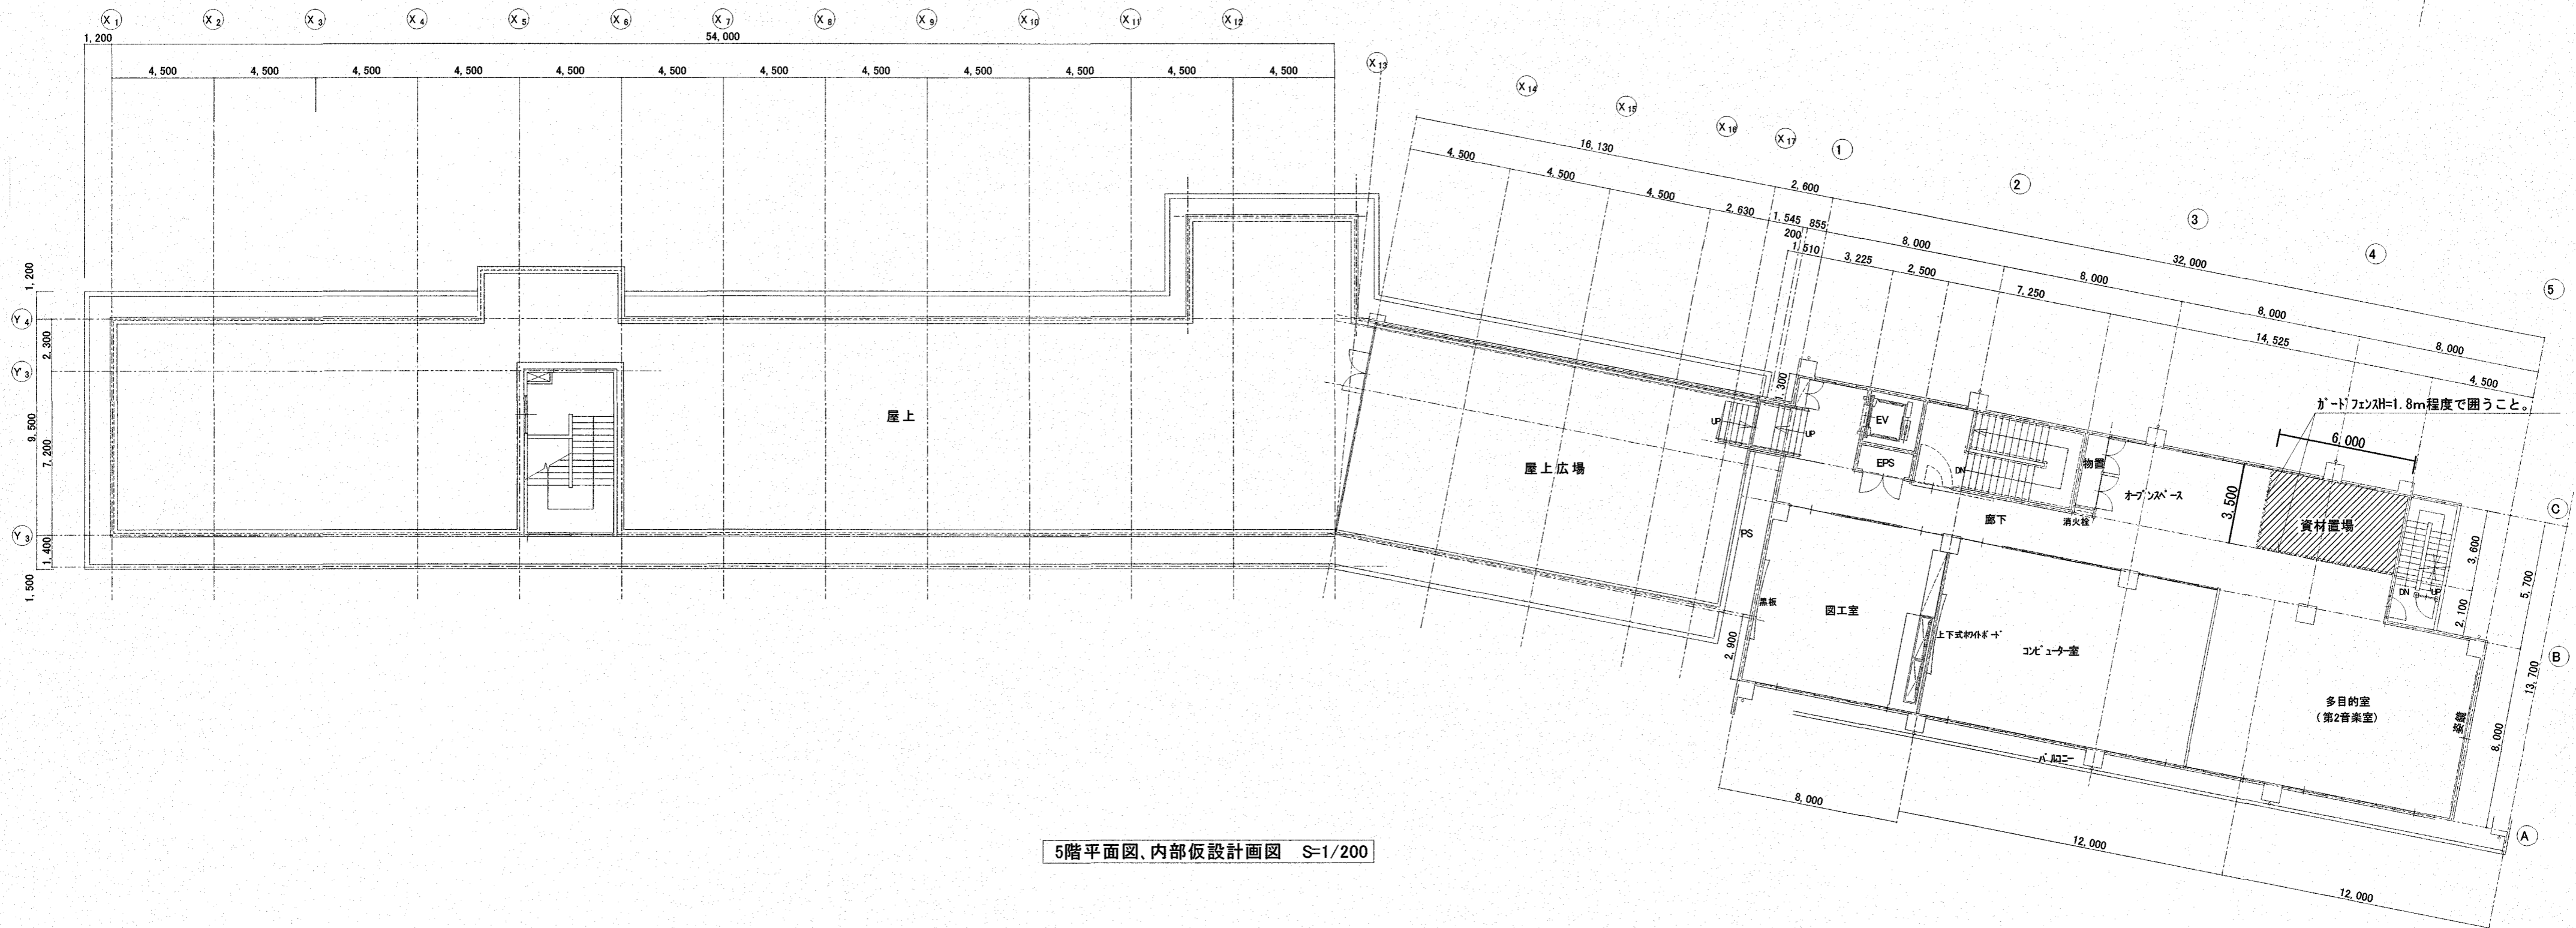 X1 X2 X3 X4 X5 X6 X7 X8 X9 X10 X11 X12
X13
X14
X15
X16
X17
1
2
3
4
5
1,200
54,000
4,500 4,500 4,500 4,500 4,500 4,500 4,500 4,500 4,500 4,500 4,500 4,500
16,130
2,600
32,000
4,500
4,500
4,500
2,630
1,545
855
8,000
8,000
8,000
8,000
200
1,510
3,225
2,500
7,250
14,525
4,500
1,300
1,200
Y4
2,300
Y'3
9,500
7,200
Y3
1,400
1,500
屋上
屋上広場
UP
UP
EV
EPS
DN
物置
オープンスペース
ガードフェンスH=1.8m程度で囲うこと。
6,000
3,500
資材置場
廊下
消火栓
PS
黒板
図工室
上下式ホワイトボード
コンピューター室
多目的室
(第2音楽室)
姿鏡
DN
UP
3,600
2,100
5,700
13,700
8,000
C
B
A
2,900
バルコニー
8,000
12,000
12,000
5階平面図、内部仮設計画図 S=1/200